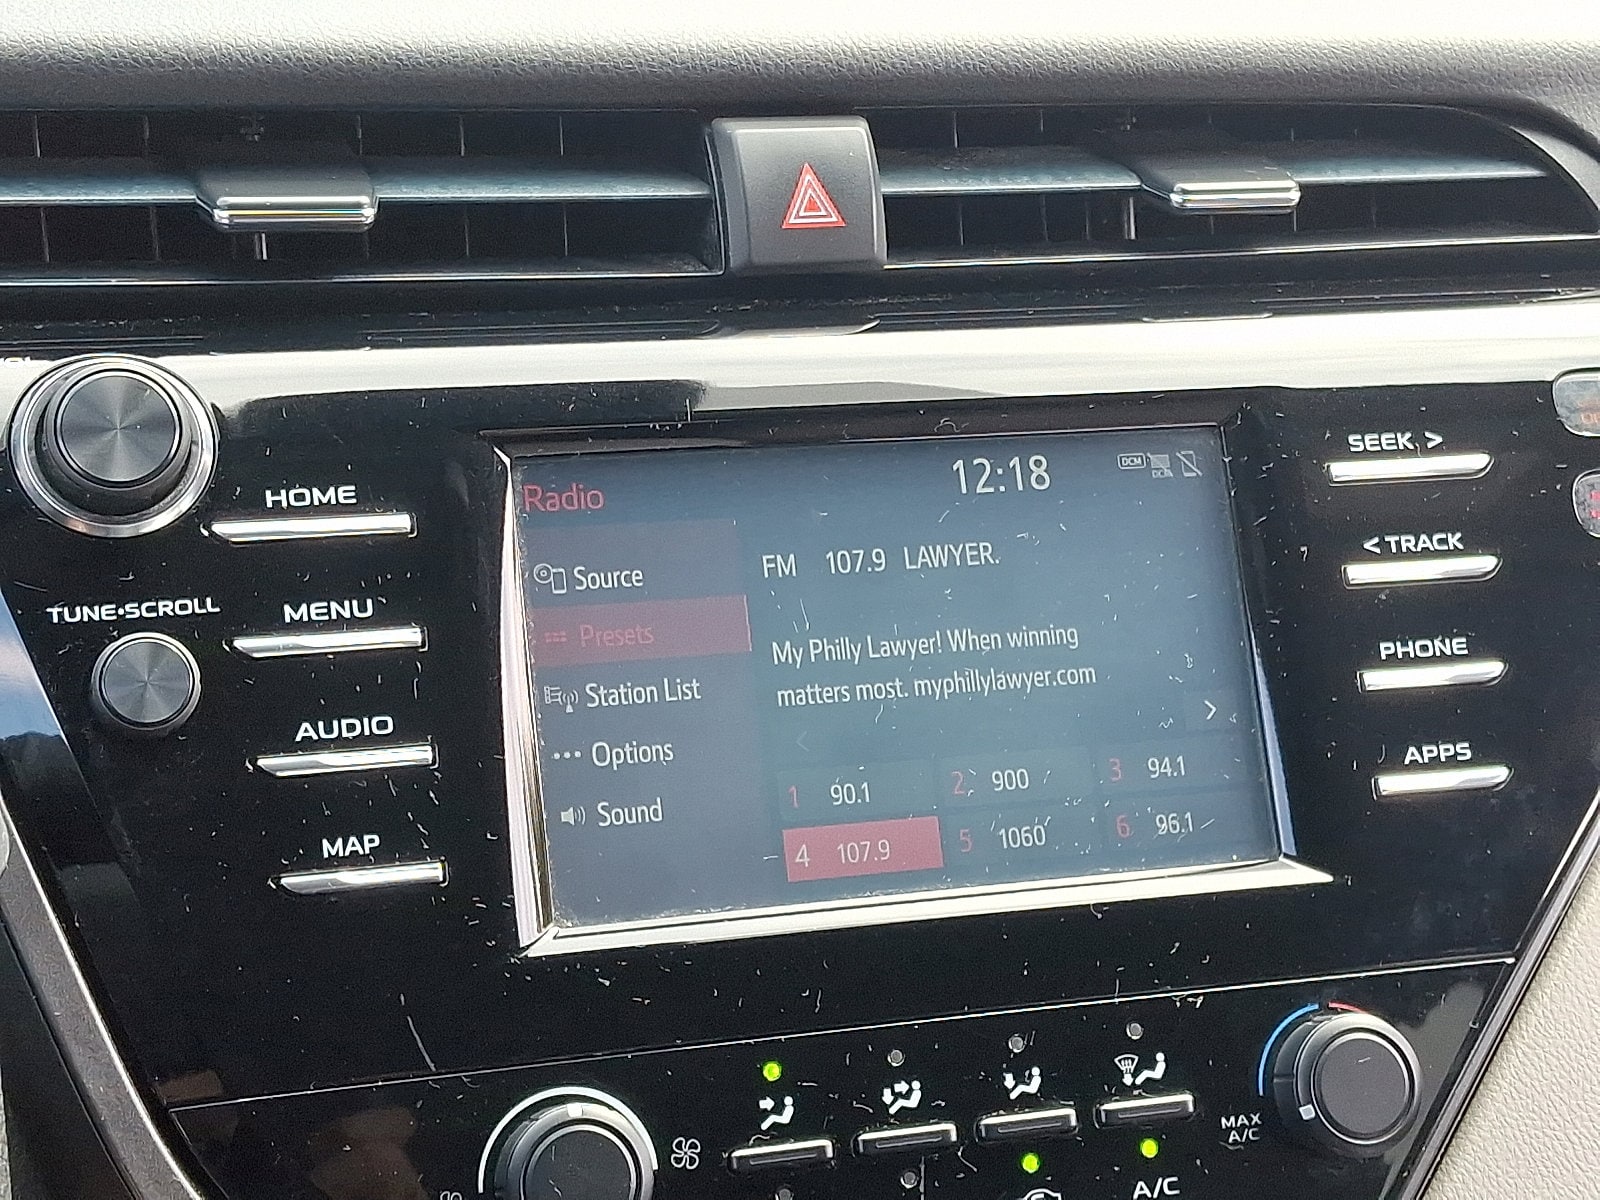 Radio
12:18
DCM
DCM
HOME
TUNE•SCROLL
MENU
AUDIO
MAP
Source
Presets
Station List
Options
Sound
FM 107.9 LAWYER.
My Philly Lawyer! When winning
matters most. myphillylawyer.com
>
1 90.1
2 900
3 94.1
4 107.9
5 1060
6 96.1
SEEK >
< TRACK
PHONE
APPS
MAX
A/C
A/C